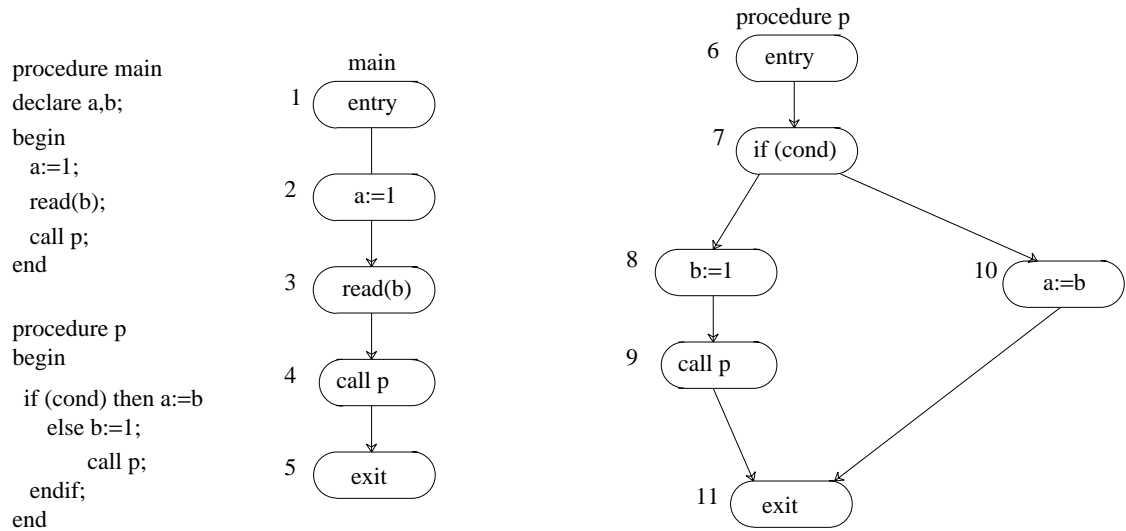 procedure main
declare a,b;
begin
a:=1;
read(b);
call p;
end
procedure p
begin
if (cond) then a:=b
else b:=1;
call p;
endif;
end
main
1 entry
2 a:=1
3 read(b)
4 call p
5 exit
procedure p
6 entry
7 if (cond)
8 b:=1
10 a:=b
9 call p
11 exit